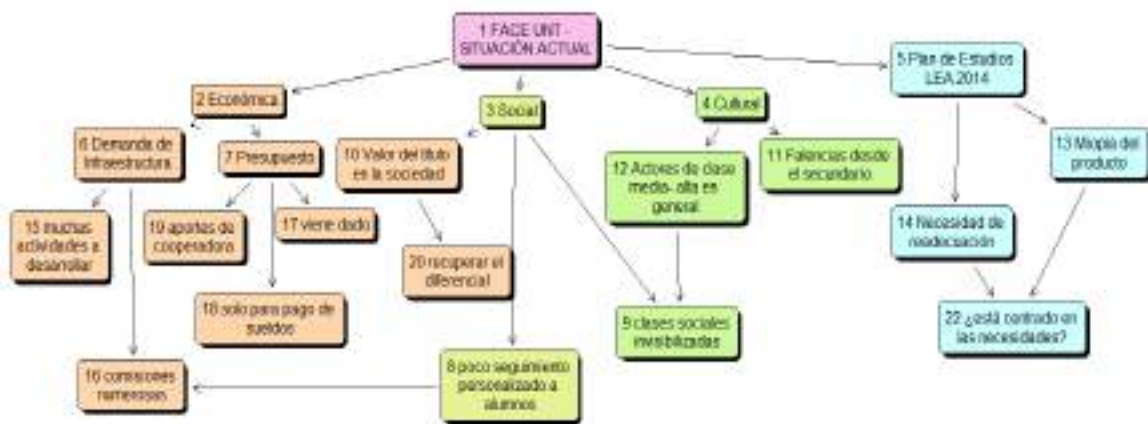 1 FACE UNT -
SITUACIÓN ACTUAL
5 Plan de Estudios
LEA 2014
2 Económica
3 Social
4 Cultural
6 Demanda de
Infraestructura
7 Presupuesto
10 Valor del título
en la sociedad
12 Actores de clase
media- alta en
general
11 Falencias desde
el secundario
13 Miopía del
producto
15 muchas
actividades a
desarrollar
19 aportes de
cooperadora
17 viene dado
14 Necesidad de
readecuación
20 recuperar el
diferencial
18 solo para pago de
sueldos
9 clases sociales
invisibilizadas
22 ¿está centrado en
las necesidades?
16 comisiones
numerosas
8 poco seguimiento
personalizado a
alumnos